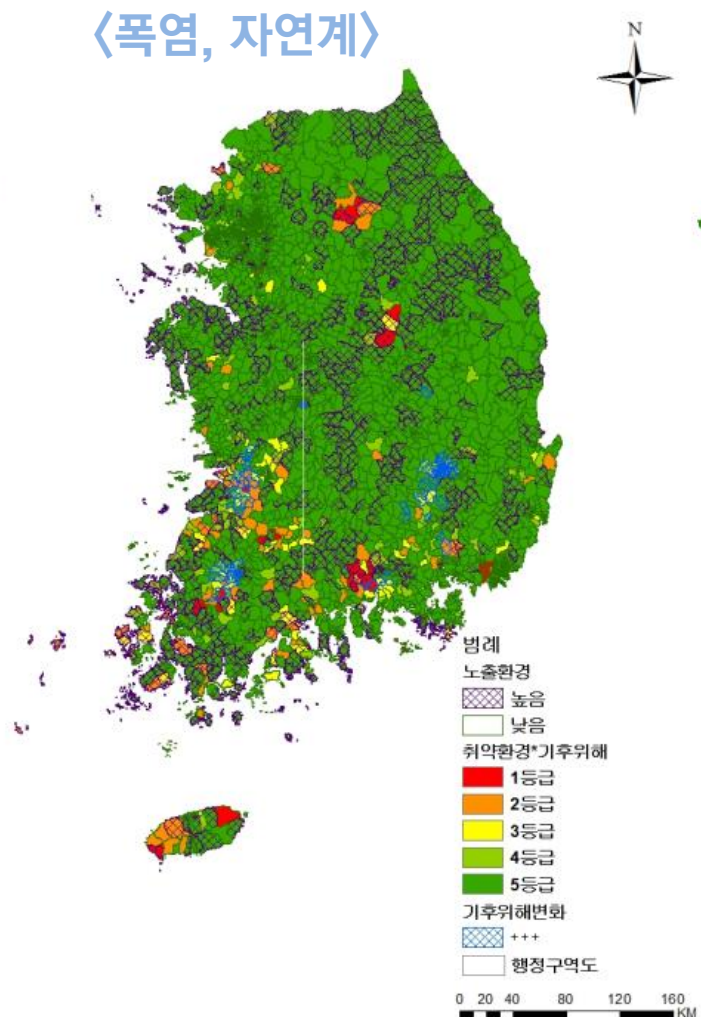 〈폭염, 자연계〉
N
범례
노출환경
높음
낮음
취약환경*기후위해
1등급
2등급
3등급
4등급
5등급
기후위해변화
+++
행정구역도
0 20 40 80 120 160
KM